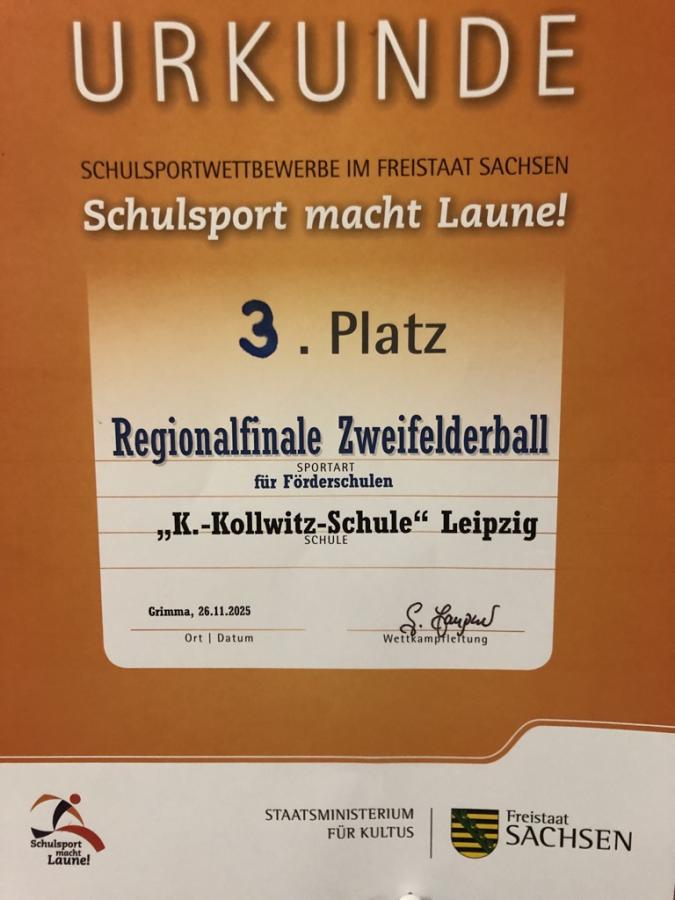 URKUNDE
SCHULSPORTWETTBEWERBE IM FREISTAAT SACHSEN
Schulsport macht Laune!
3. Platz
Regionalfinale Zweifelderball
SPORTART
für Förderschulen
„K.-Kollwitz-Schule“ Leipzig
SCHULE
Grimma, 26.11.2025
Ort | Datum
Wettkampfleitung
Schulsport
macht
Laune!
STAATSMINISTERIUM
FÜR KULTUS
Freistaat
SACHSEN